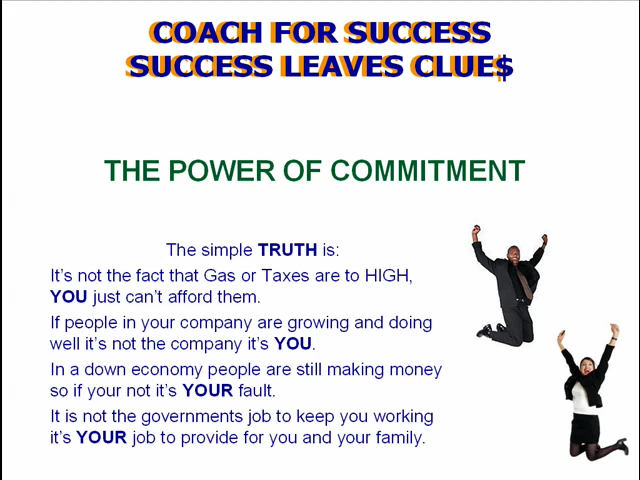 COACH FOR SUCCESS
SUCCESS LEAVES CLUE$
THE POWER OF COMMITMENT
The simple TRUTH is:
It's not the fact that Gas or Taxes are to HIGH,
YOU just can't afford them.
If people in your company are growing and doing
well it's not the company it's YOU.
In a down economy people are still making money
so if your not it's YOUR fault.
It is not the governments job to keep you working
it's YOUR job to provide for you and your family.